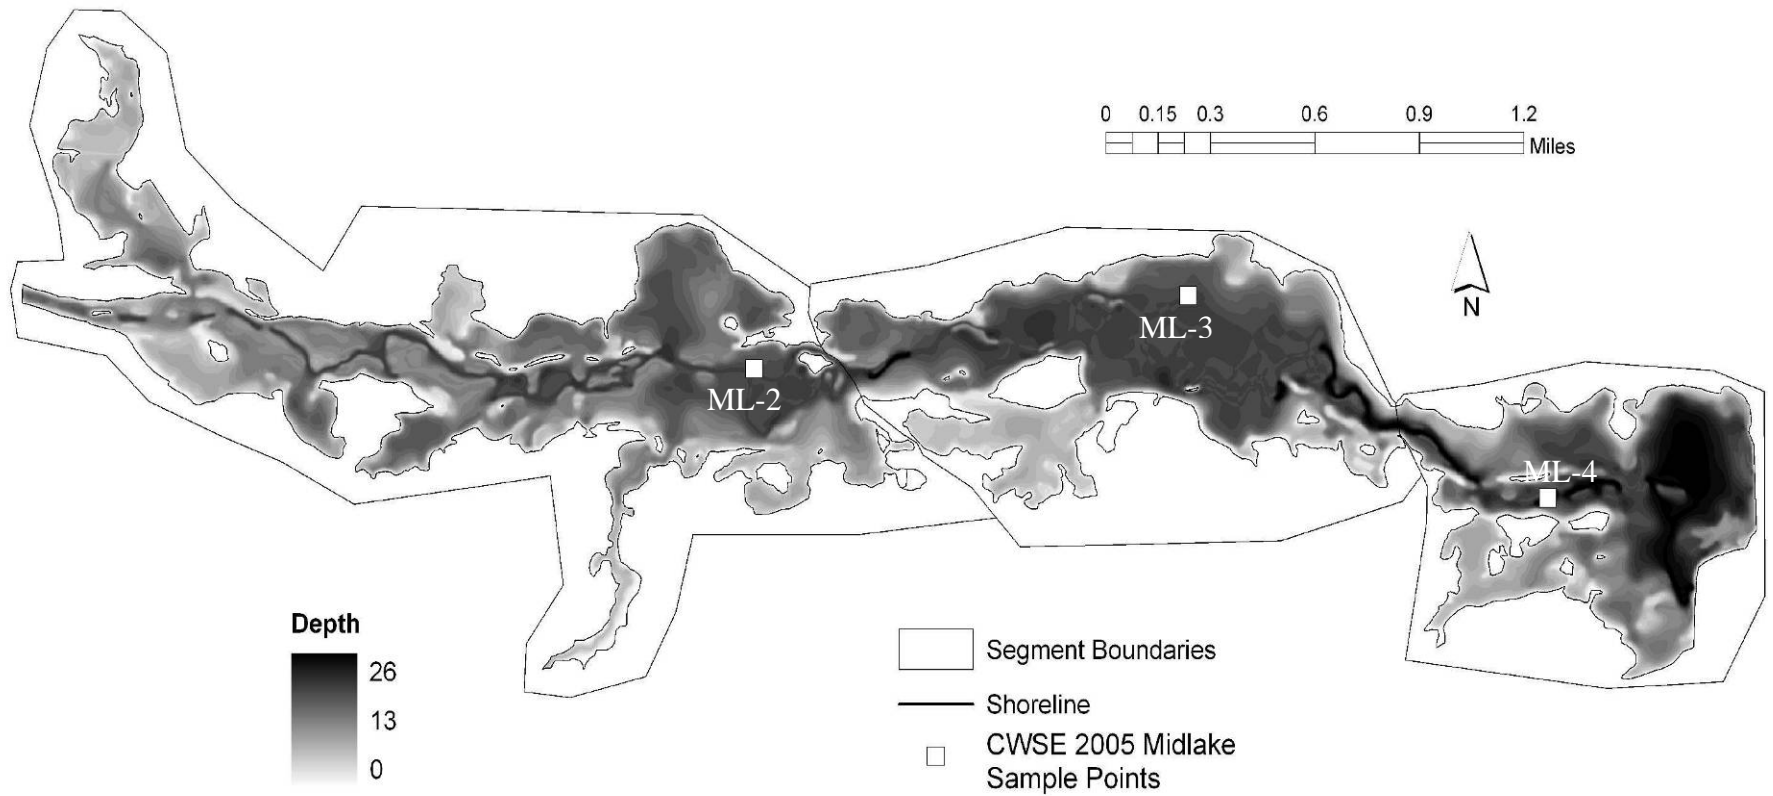 0 0.15 0.3 0.6 0.9 1.2
Miles
N
ML-3
ML-2
ML-4
Depth
26
13
0
Segment Boundaries
Shoreline
CWSE 2005 Midlake
Sample Points